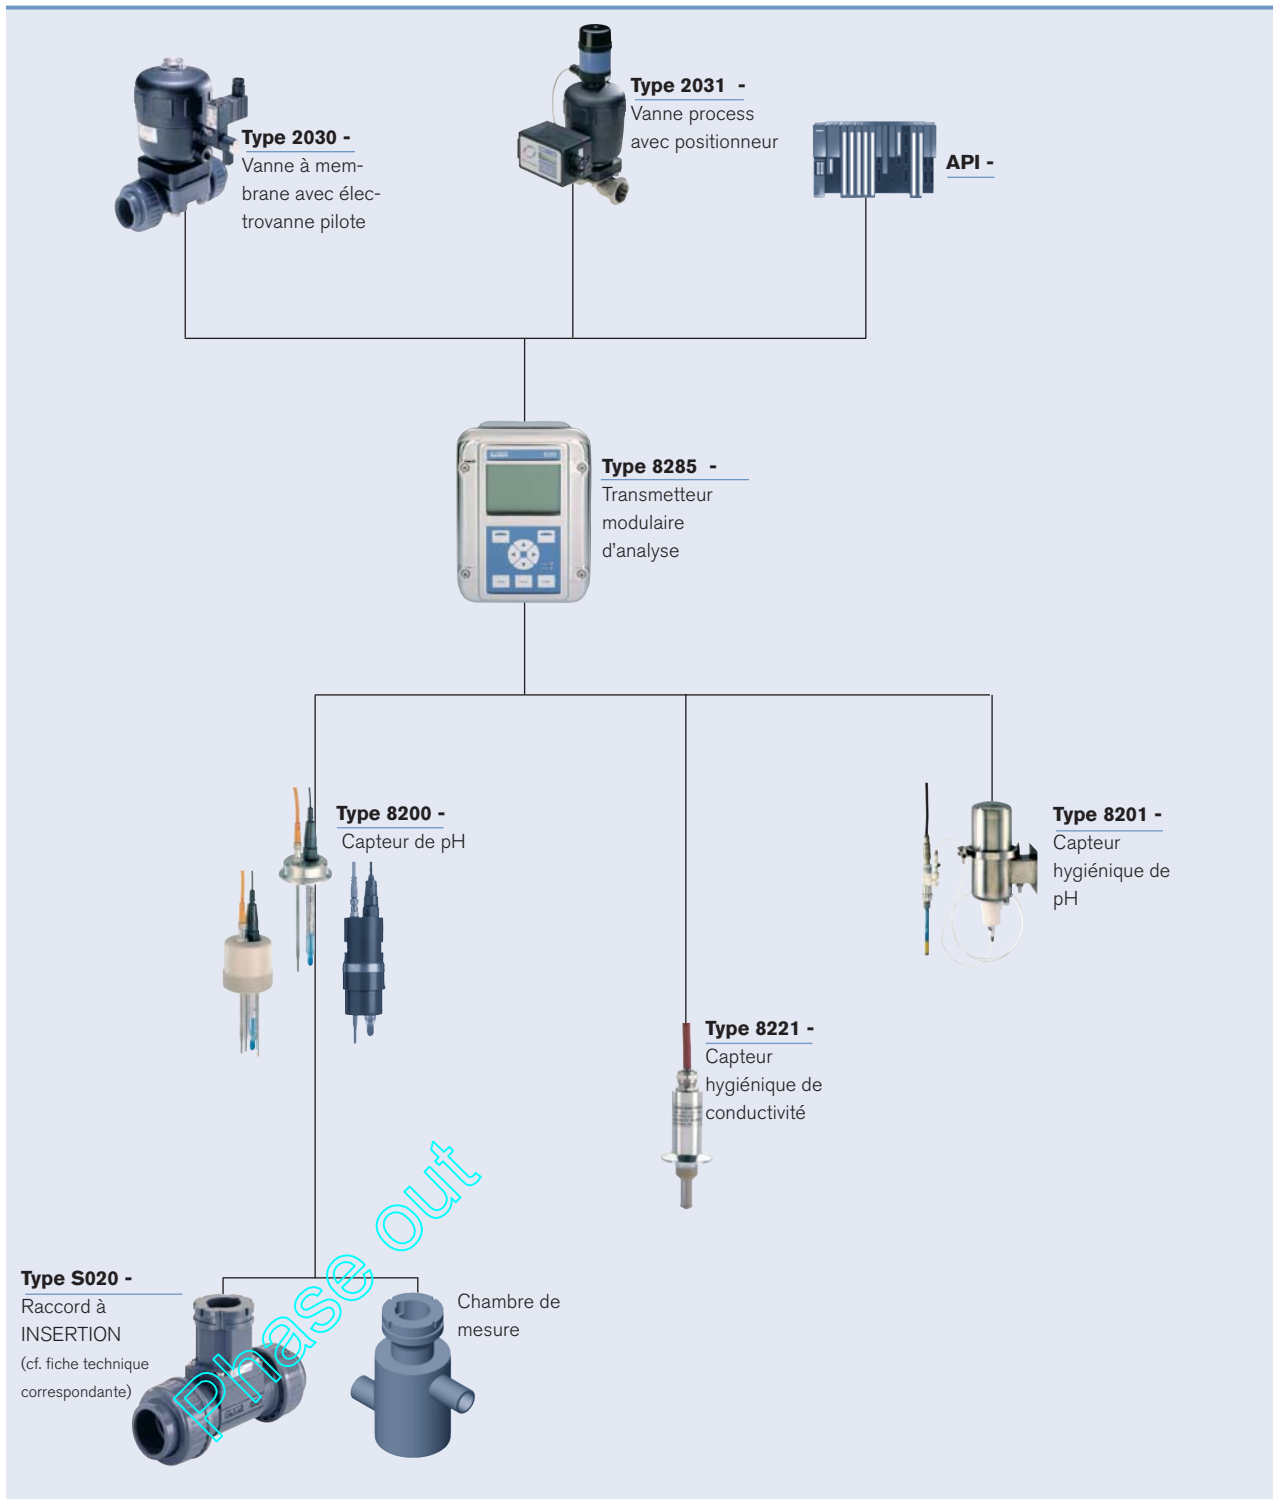 Type 2030 -
Vanne à mem-
brane avec élec-
trovanne pilote
Type 2031 -
Vanne process
avec positionneur
API -
Type 8285 -
Transmetteur
modulaire
d'analyse
8285
Type 8200 -
Capteur de pH
Type 8201 -
Capteur
hygiénique de
pH
Type 8221 -
Capteur
hygiénique de
conductivité
Type S020 -
Raccord à
INSERTION
(cf. fiche technique
correspondante)
Chambre de
mesure
Phase out